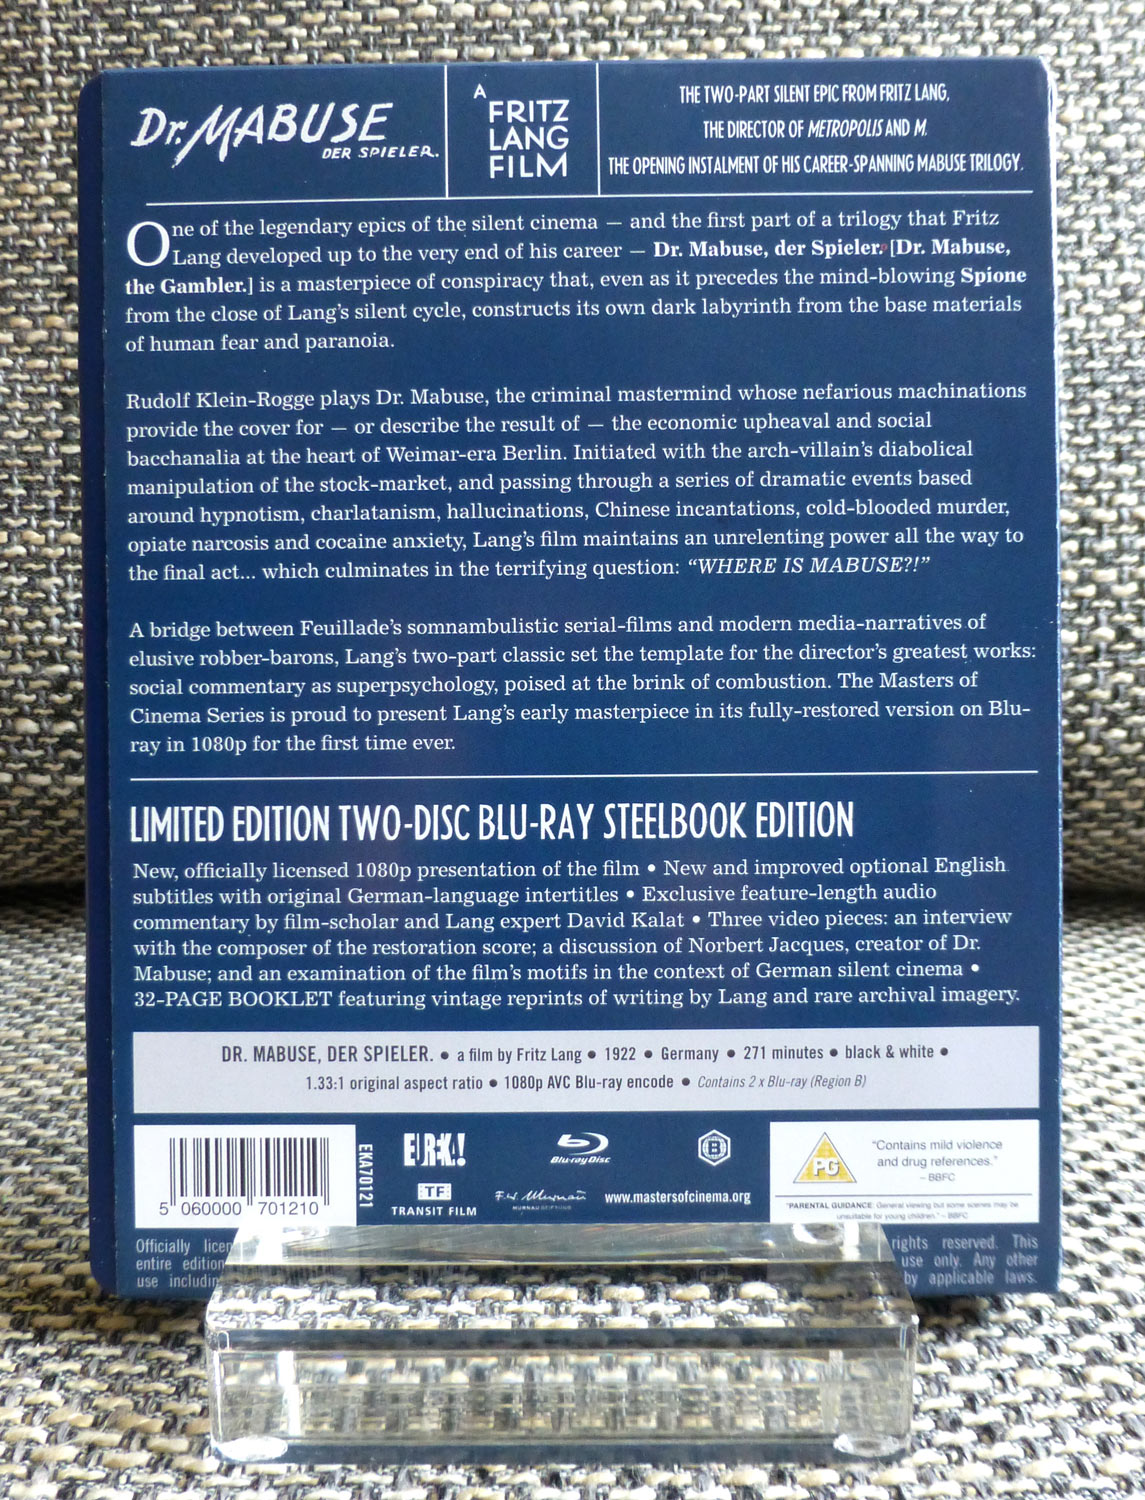 Dr. MABUSE
DER SPIELER.
A
FRITZ
LANG
FILM
THE TWO-PART SILENT EPIC FROM FRITZ LANG,
THE DIRECTOR OF METROPOLIS AND M.
THE OPENING INSTALMENT OF HIS CAREER-SPANNING MABUSE TRILOGY.
One of the legendary epics of the silent cinema — and the first part of a trilogy that Fritz
Lang developed up to the very end of his career — Dr. Mabuse, der Spieler. [Dr. Mabuse,
the Gambler.] is a masterpiece of conspiracy that, even as it precedes the mind-blowing Spione
from the close of Lang's silent cycle, constructs its own dark labyrinth from the base materials
of human fear and paranoia.
Rudolf Klein-Rogge plays Dr. Mabuse, the criminal mastermind whose nefarious machinations
provide the cover for — or describe the result of — the economic upheaval and social
bacchanalia at the heart of Weimar-era Berlin. Initiated with the arch-villain's diabolical
manipulation of the stock-market, and passing through a series of dramatic events based
around hypnotism, charlatanism, hallucinations, Chinese incantations, cold-blooded murder,
opiate narcosis and cocaine anxiety, Lang's film maintains an unrelenting power all the way to
the final act... which culminates in the terrifying question: "WHERE IS MABUSE?!"
A bridge between Feuillade's somnambulistic serial-films and modern media-narratives of
elusive robber-barons, Lang's two-part classic set the template for the director's greatest works:
social commentary as superpsychology, poised at the brink of combustion. The Masters of
Cinema Series is proud to present Lang's early masterpiece in its fully-restored version on Blu-
ray in 1080p for the first time ever.
LIMITED EDITION TWO-DISC BLU-RAY STEELBOOK EDITION
New, officially licensed 1080p presentation of the film • New and improved optional English
subtitles with original German-language intertitles • Exclusive feature-length audio
commentary by film-scholar and Lang expert David Kalat • Three video pieces: an interview
with the composer of the restoration score; a discussion of Norbert Jacques, creator of Dr.
Mabuse; and an examination of the film's motifs in the context of German silent cinema •
32-PAGE BOOKLET featuring vintage reprints of writing by Lang and rare archival imagery.
DR. MABUSE, DER SPIELER. • a film by Fritz Lang • 1922 • Germany • 271 minutes • black & white •
1.33:1 original aspect ratio • 1080p AVC Blu-ray encode • Contains 2 x Blu-ray (Region B)
5 060000 701210
EKA70121
EUREKA!
Blu-ray Disc
B
TF
TRANSIT FILM
F. W. Murnau
MURNAU STIFTUNG
www.mastersofcinema.org
PG
"Contains mild violence
and drug references."
– BBFC
"PARENTAL GUIDANCE: General viewing but some scenes may be
unsuitable for young children." – BBFC
Officially rights reserved. This
entire edition use only. Any other
use by applicable laws.